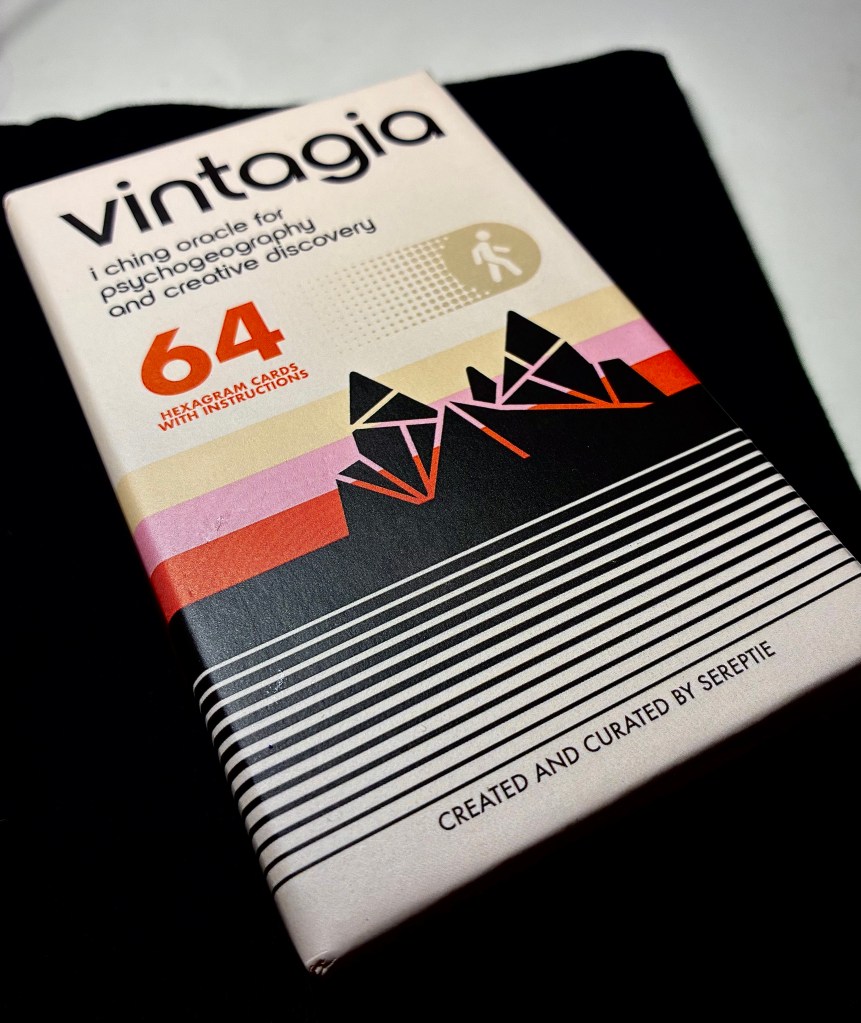 vintagia
i ching oracle for
psychogeography
and creative discovery
64
HEXAGRAM CARDS
WITH INSTRUCTIONS
CREATED AND CURATED BY SEREPTIE